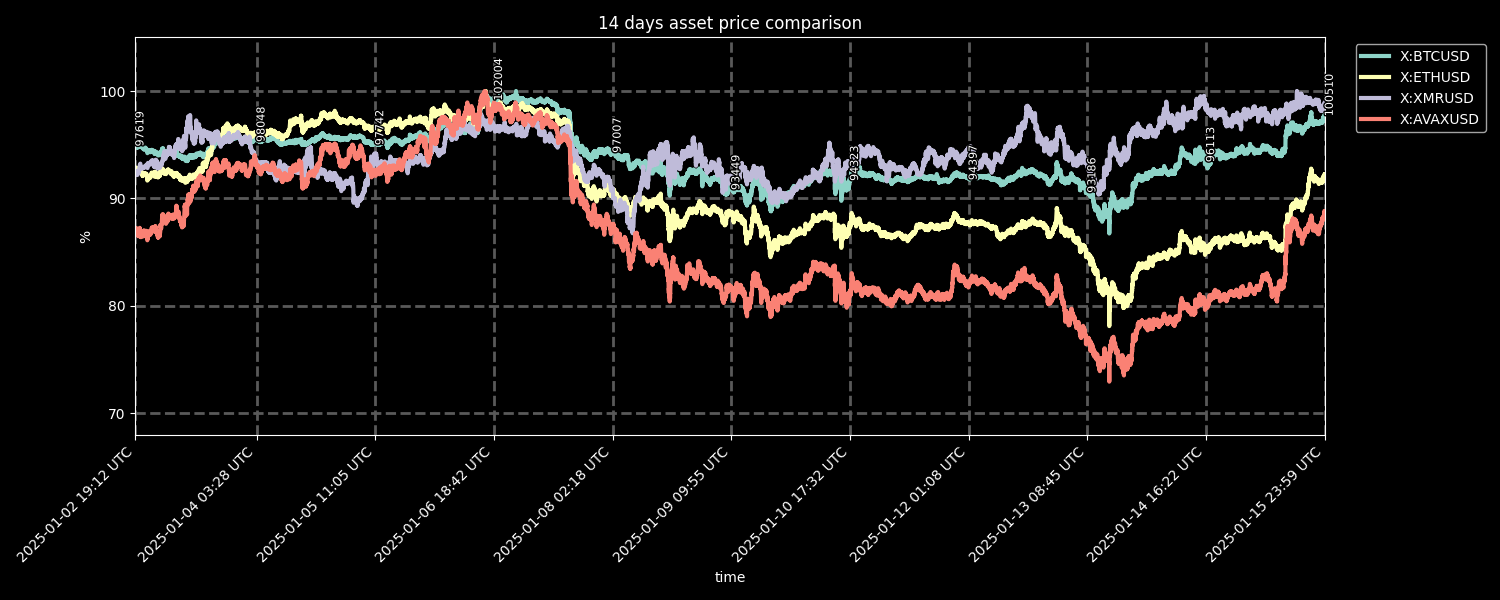 14 days asset price comparison
X:BTCUSD
X:ETHUSD
X:XMRUSD
X:AVAXUSD
100
90
80
70
%
97619
98048
97742
102004
97007
93449
94323
94397
93186
96113
100510
2025-01-02 19:12 UTC
2025-01-04 03:28 UTC
2025-01-05 11:05 UTC
2025-01-06 18:42 UTC
2025-01-08 02:18 UTC
2025-01-09 09:55 UTC
2025-01-10 17:32 UTC
2025-01-12 01:08 UTC
2025-01-13 08:45 UTC
2025-01-14 16:22 UTC
2025-01-15 23:59 UTC
time